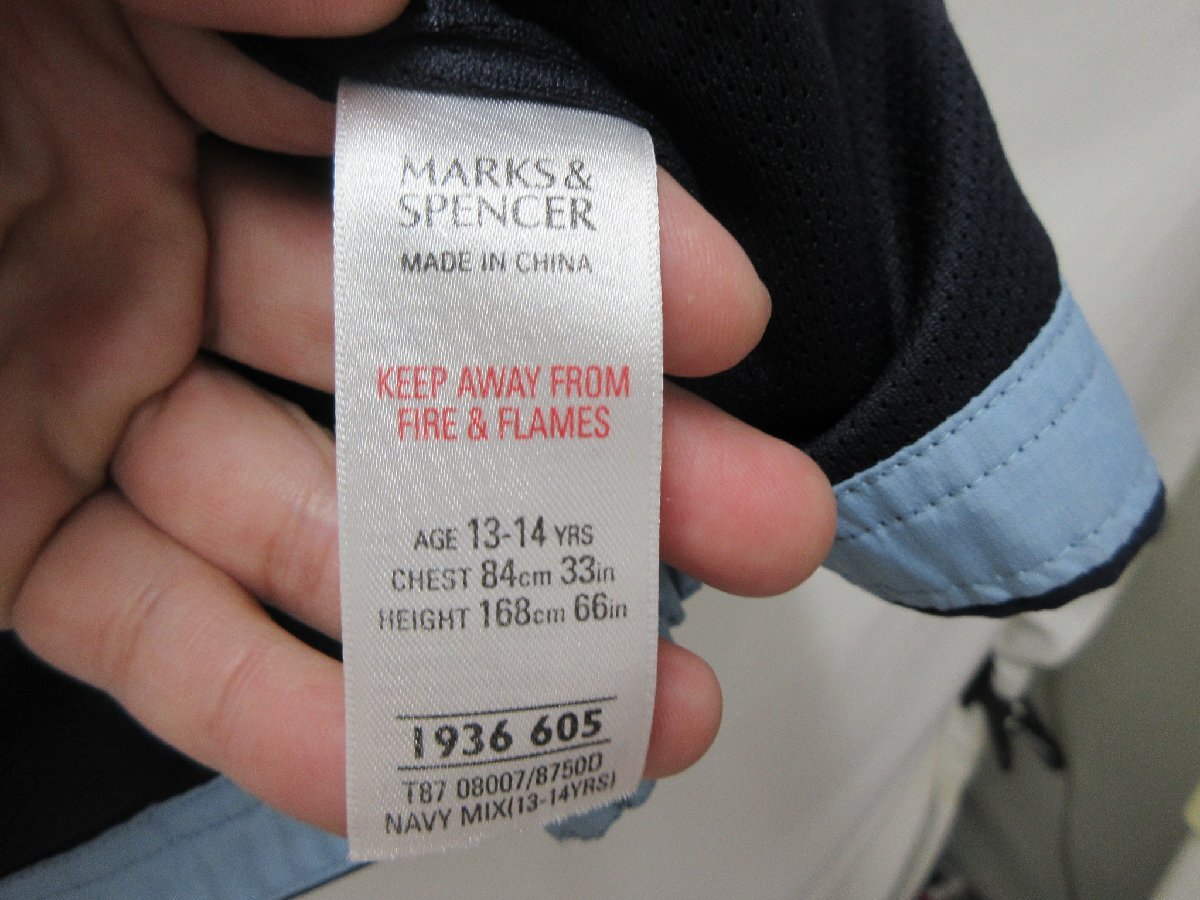 MARKS &
SPENCER
MADE IN CHINA
KEEP AWAY FROM
FIRE & FLAMES
AGE 13-14 YRS
CHEST 84cm 33in
HEIGHT 168cm 66in
1936 605
T87 08007/8750D
NAVY MIX(13-14YRS)